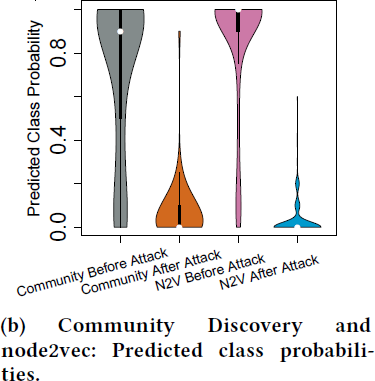 Predicted Class Probability
0.8
0.4
0.0
Community Before Attack
Community After Attack
N2V Before Attack
N2V After Attack
(b) Community Discovery and
node2vec: Predicted class probabili-
ties.